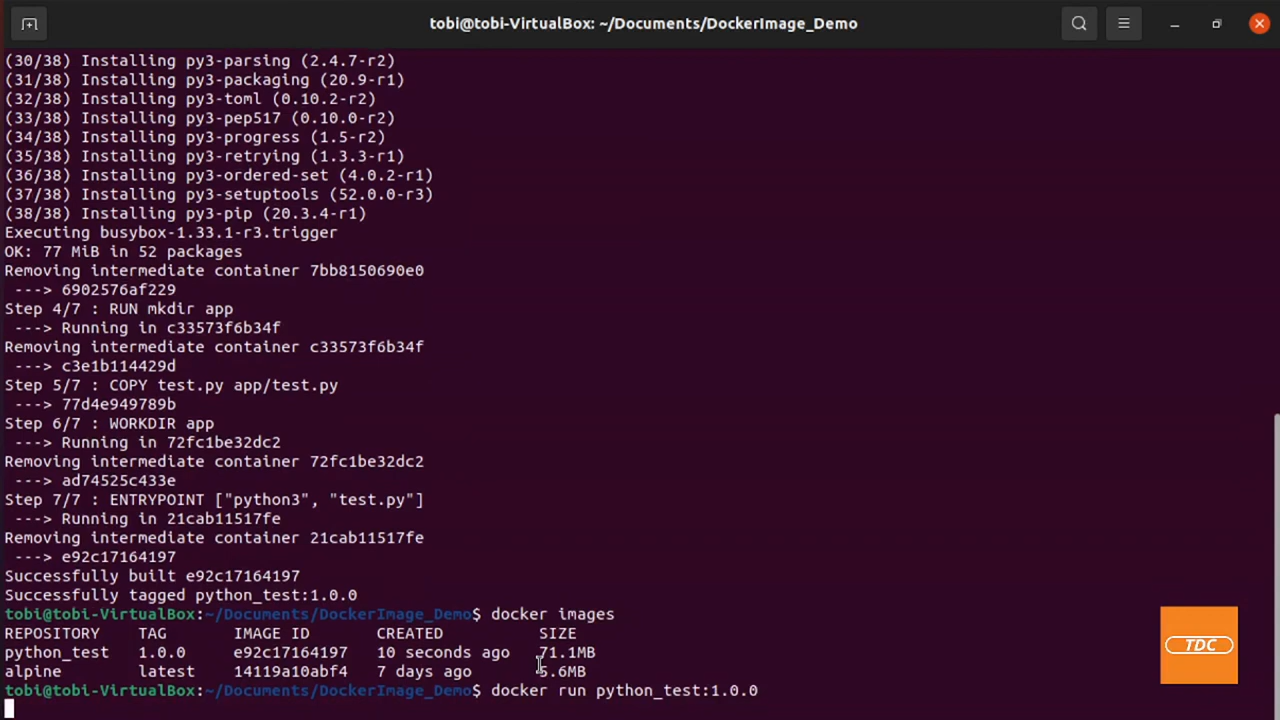 tobi@tobi-VirtualBox: ~/Documents/DockerImage_Demo
(30/38) Installing py3-parsing (2.4.7-r2)
(31/38) Installing py3-packaging (20.9-r1)
(32/38) Installing py3-toml (0.10.2-r2)
(33/38) Installing py3-pep517 (0.10.0-r2)
(34/38) Installing py3-progress (1.5-r2)
(35/38) Installing py3-retrying (1.3.3-r1)
(36/38) Installing py3-ordered-set (4.0.2-r1)
(37/38) Installing py3-setuptools (52.0.0-r3)
(38/38) Installing py3-pip (20.3.4-r1)
Executing busybox-1.33.1-r3.trigger
OK: 77 MiB in 52 packages
Removing intermediate container 7bb8150690e0
---> 6902576af229
Step 4/7 : RUN mkdir app
---> Running in c33573f6b34f
Removing intermediate container c33573f6b34f
---> c3e1b114429d
Step 5/7 : COPY test.py app/test.py
---> 77d4e949789b
Step 6/7 : WORKDIR app
---> Running in 72fc1be32dc2
Removing intermediate container 72fc1be32dc2
---> ad74525c433e
Step 7/7 : ENTRYPOINT ["python3", "test.py"]
---> Running in 21cab11517fe
Removing intermediate container 21cab11517fe
---> e92c17164197
Successfully built e92c17164197
Successfully tagged python_test:1.0.0
tobi@tobi-VirtualBox:~/Documents/DockerImage_Demo$ docker images
REPOSITORY TAG IMAGE ID CREATED SIZE
python_test 1.0.0 e92c17164197 10 seconds ago 71.1MB
alpine latest 14119a10abf4 7 days ago 5.6MB
tobi@tobi-VirtualBox:~/Documents/DockerImage_Demo$ docker run python_test:1.0.0
TDC